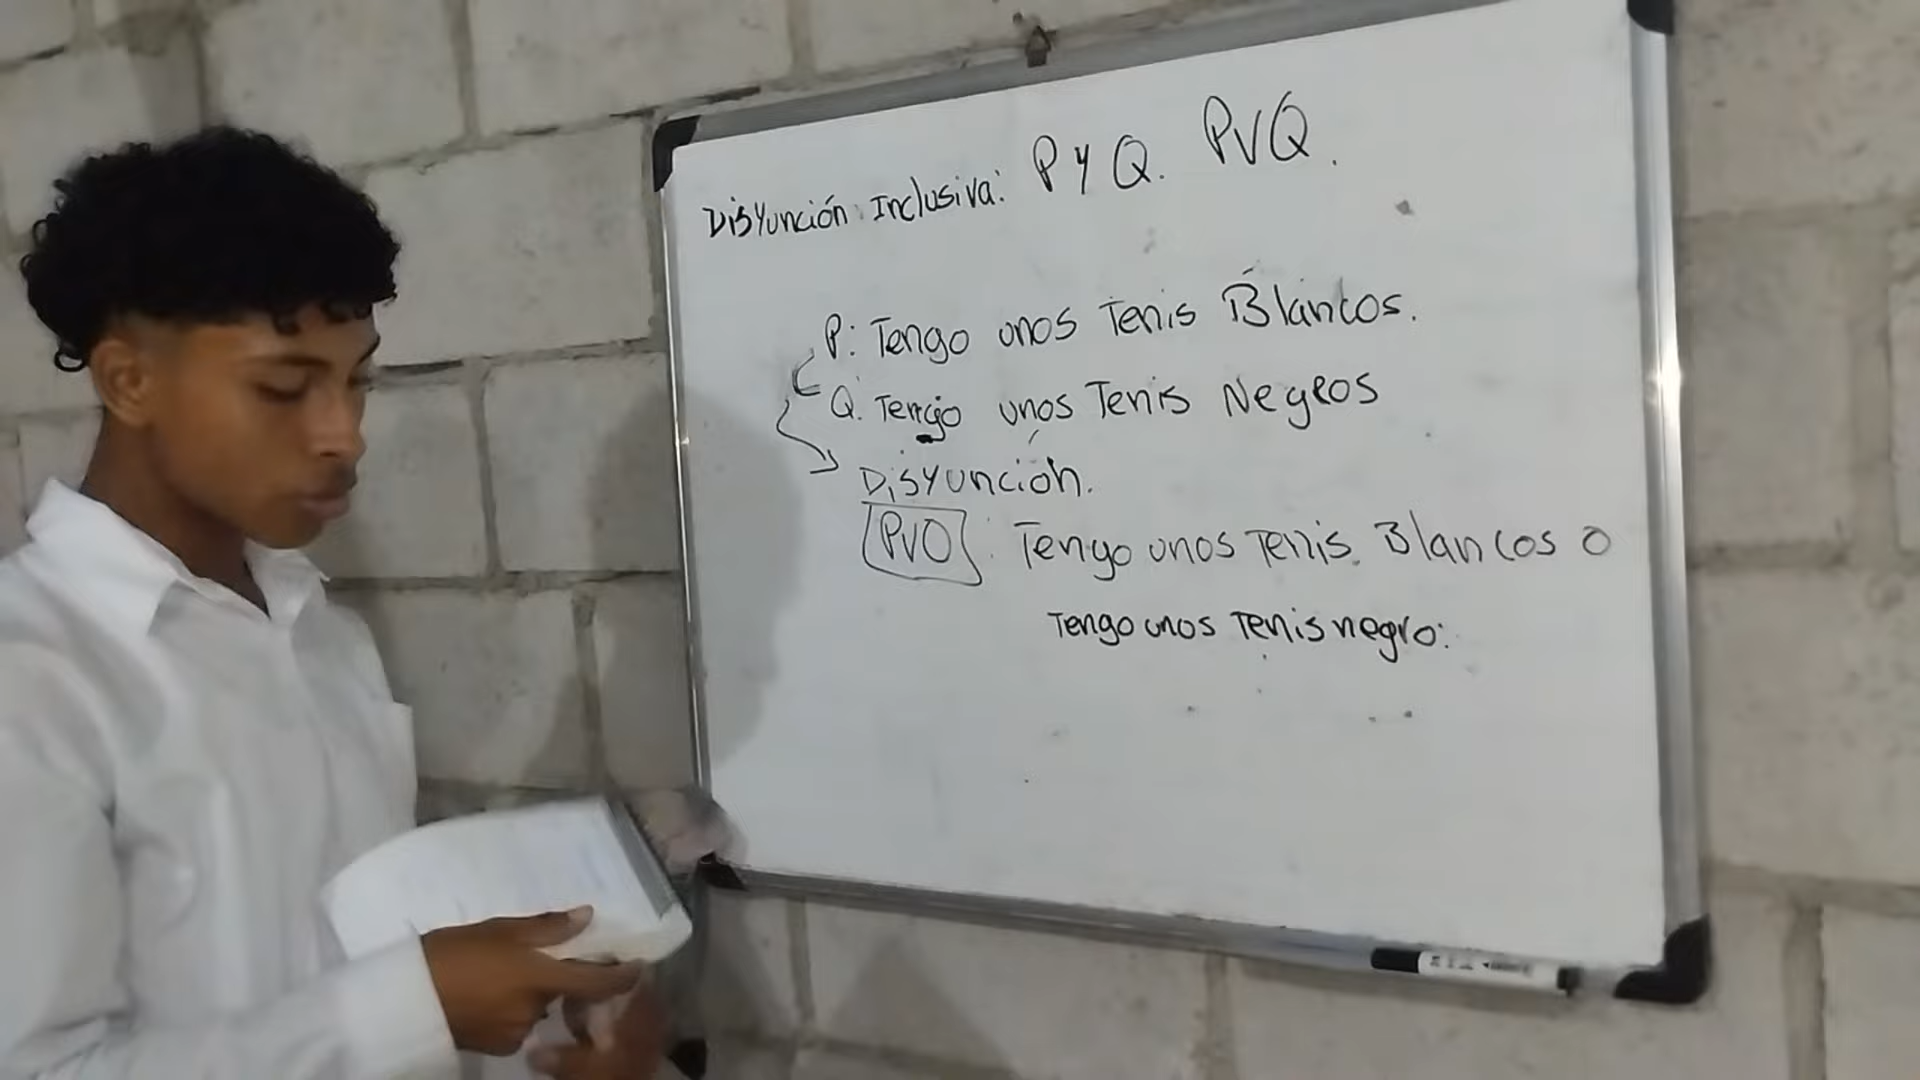 Disyunción Inclusiva: P y Q. PVQ.
P: Tengo unos Tenis Blancos.
Q. Tengo unos Tenis Negros
Disyunción.
PVQ : Tengo unos Tenis. Blancos o
Tengo unos Tenis negro.